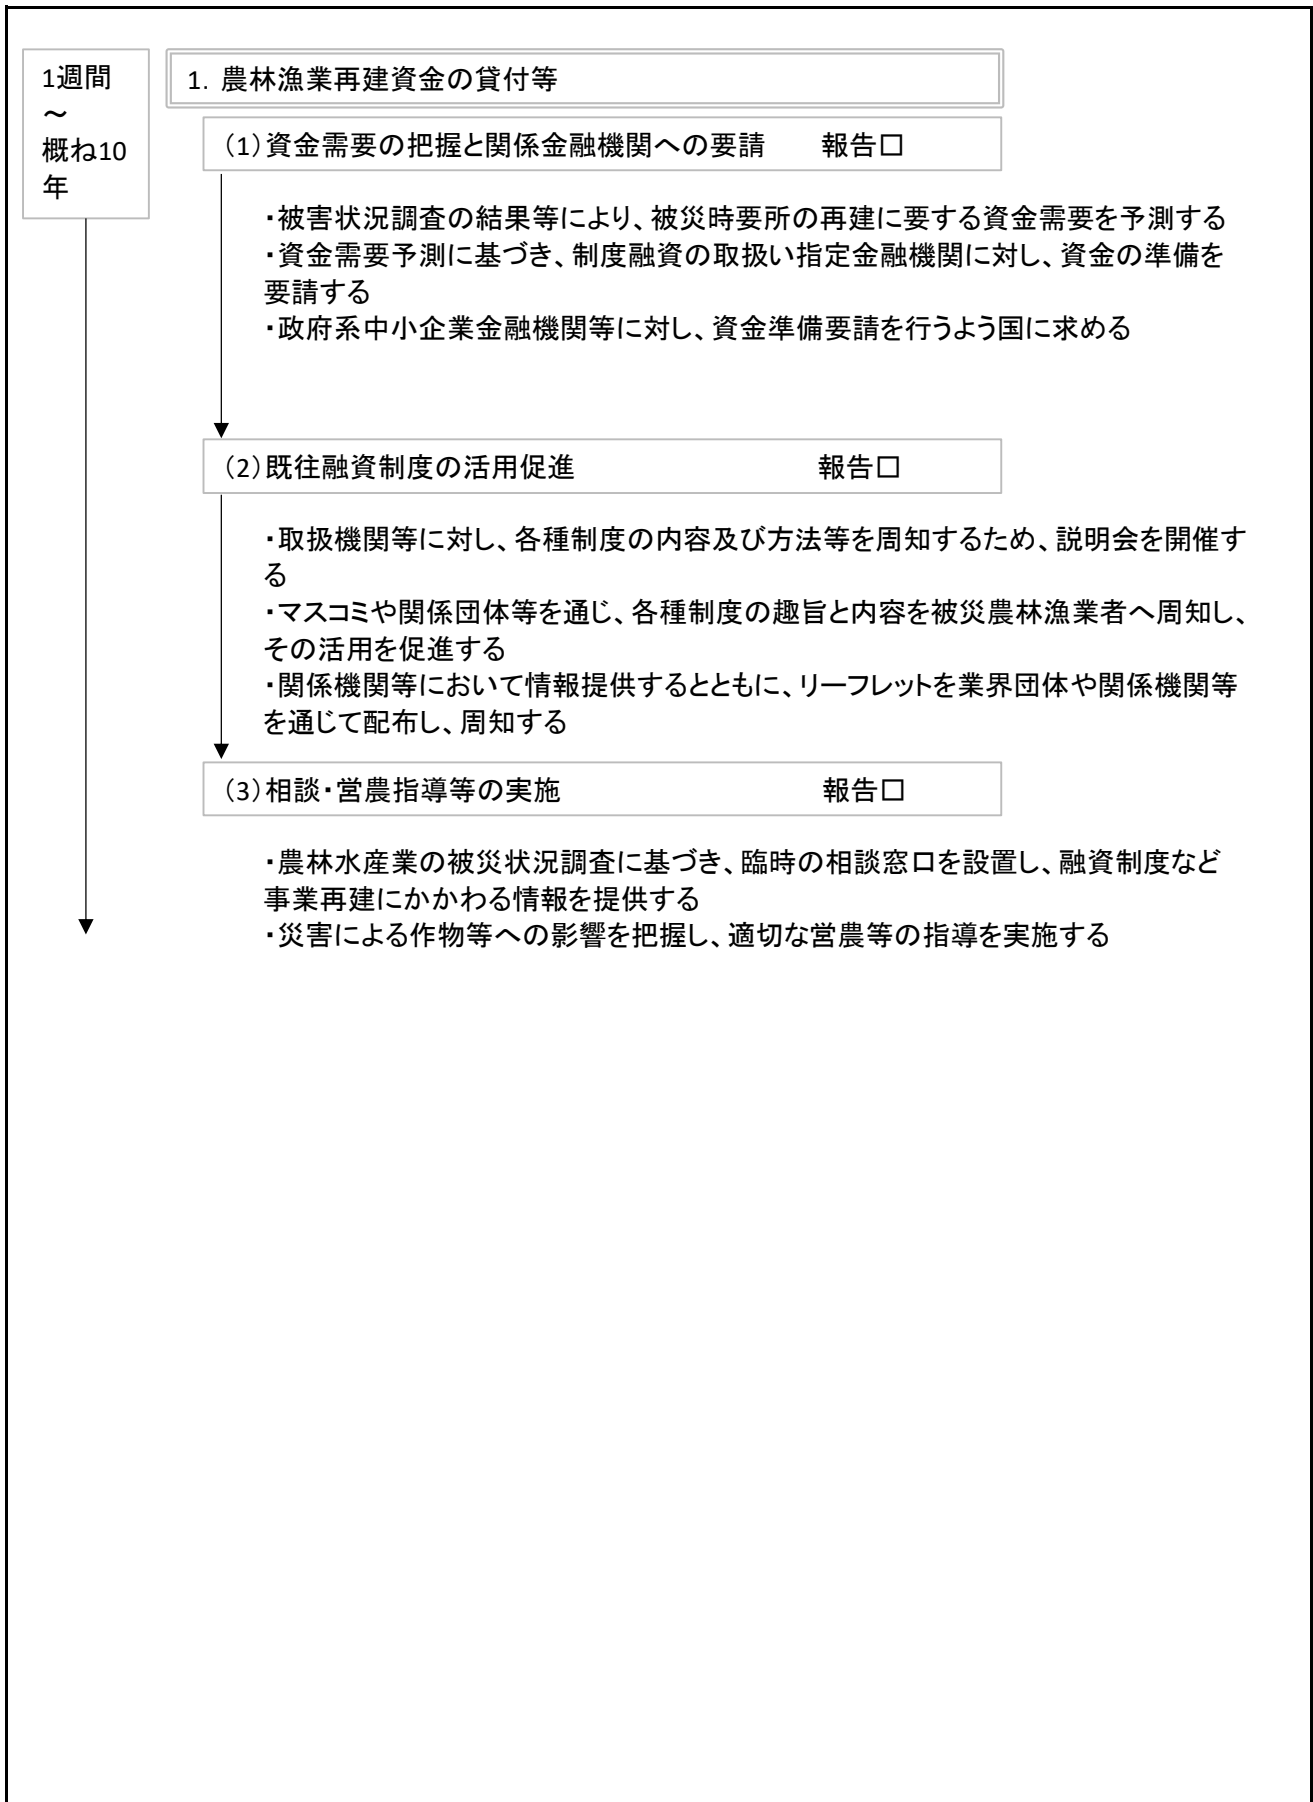 1週間
～
概ね10
年
1. 農林漁業再建資金の貸付等
（1）資金需要の把握と関係金融機関への要請　　報告□
・被害状況調査の結果等により、被災時要所の再建に要する資金需要を予測する
・資金需要予測に基づき、制度融資の取扱い指定金融機関に対し、資金の準備を
要請する
・政府系中小企業金融機関等に対し、資金準備要請を行うよう国に求める
（2）既往融資制度の活用促進　　報告□
・取扱機関等に対し、各種制度の内容及び方法等を周知するため、説明会を開催す
る
・マスコミや関係団体等を通じ、各種制度の趣旨と内容を被災農林漁業者へ周知し、
その活用を促進する
・関係機関等において情報提供するとともに、リーフレットを業界団体や関係機関等
を通じて配布し、周知する
（3）相談・営農指導等の実施　　報告□
・農林水産業の被災状況調査に基づき、臨時の相談窓口を設置し、融資制度など
事業再建にかかわる情報を提供する
・災害による作物等への影響を把握し、適切な営農等の指導を実施する